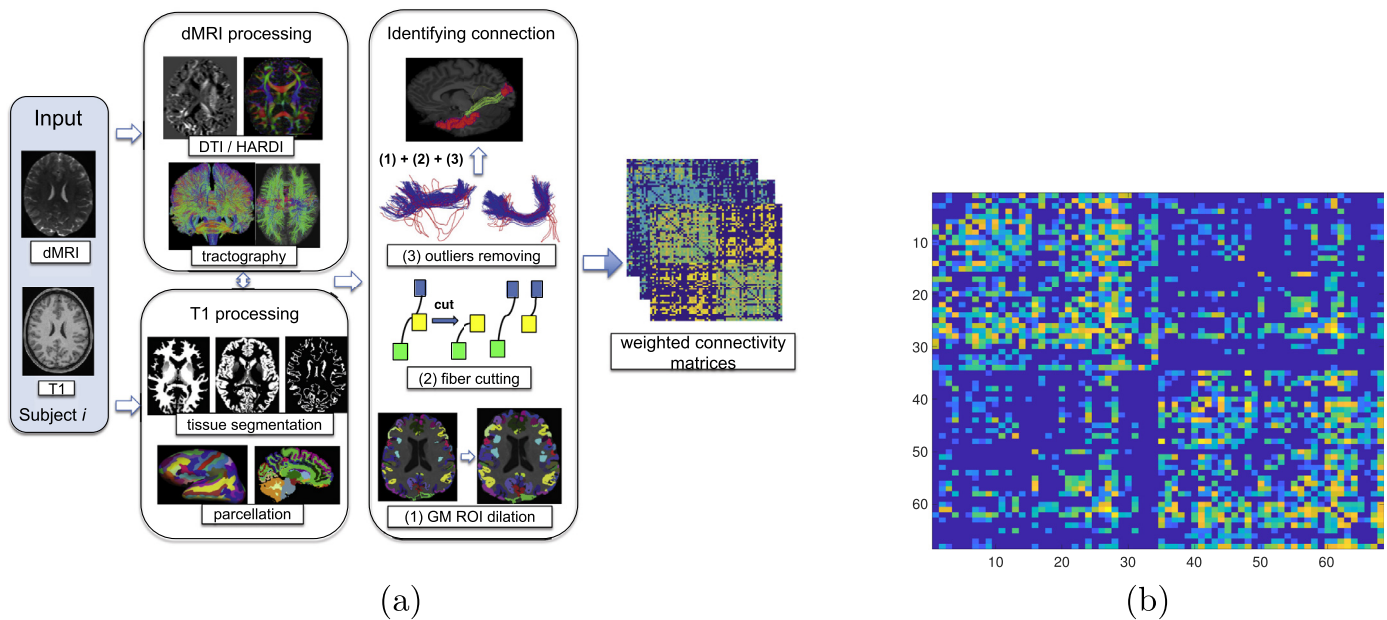 Input
dMRI
T1
Subject i
dMRI processing
DTI / HARDI
tractography
T1 processing
tissue segmentation
parcellation
Identifying connection
(1) + (2) + (3)
(3) outliers removing
cut
(2) fiber cutting
(1) GM ROI dilation
weighted connectivity
matrices
(a)
10
20
30
40
50
60
10
20
30
40
50
60
(b)